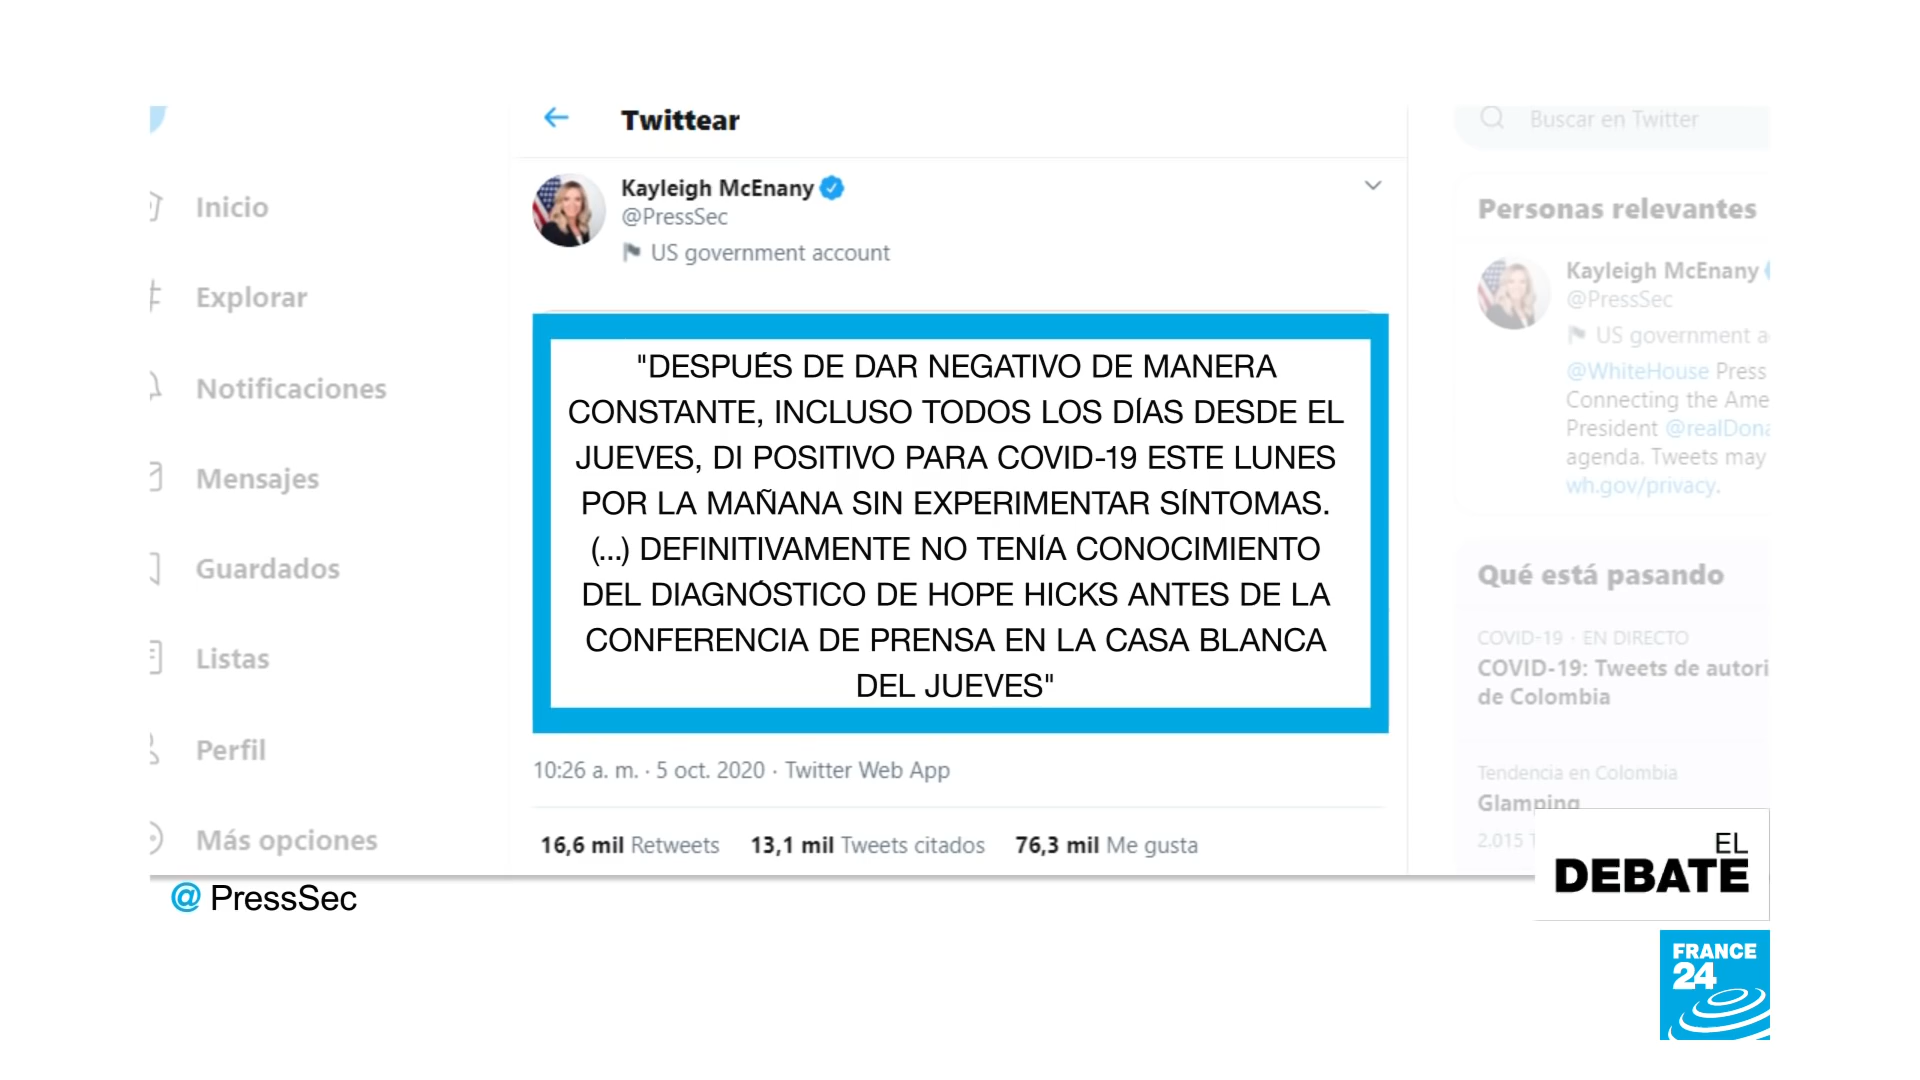 Twittear
Buscar en Twitter
Kayleigh McEnany
@PressSec
US government account
Inicio
Explorar
Notificaciones
Mensajes
Guardados
Listas
Perfil
Más opciones
"DESPUÉS DE DAR NEGATIVO DE MANERA
CONSTANTE, INCLUSO TODOS LOS DÍAS DESDE EL
JUEVES, DI POSITIVO PARA COVID-19 ESTE LUNES
POR LA MAÑANA SIN EXPERIMENTAR SÍNTOMAS.
(...) DEFINITIVAMENTE NO TENÍA CONOCIMIENTO
DEL DIAGNÓSTICO DE HOPE HICKS ANTES DE LA
CONFERENCIA DE PRENSA EN LA CASA BLANCA
DEL JUEVES"
10:26 a. m. · 5 oct. 2020 · Twitter Web App
16,6 mil Retweets 13,1 mil Tweets citados 76,3 mil Me gusta
Personas relevantes
Kayleigh McEnany
@PressSec
US government a
@WhiteHouse Press
Connecting the Ame
President @realDona
agenda. Tweets may
wh.gov/privacy.
Qué está pasando
COVID-19 · EN DIRECTO
COVID-19: Tweets de autori
de Colombia
Tendencia en Colombia
Glamping
2.015 T
@ PressSec
EL
DEBATE
FRANCE
24